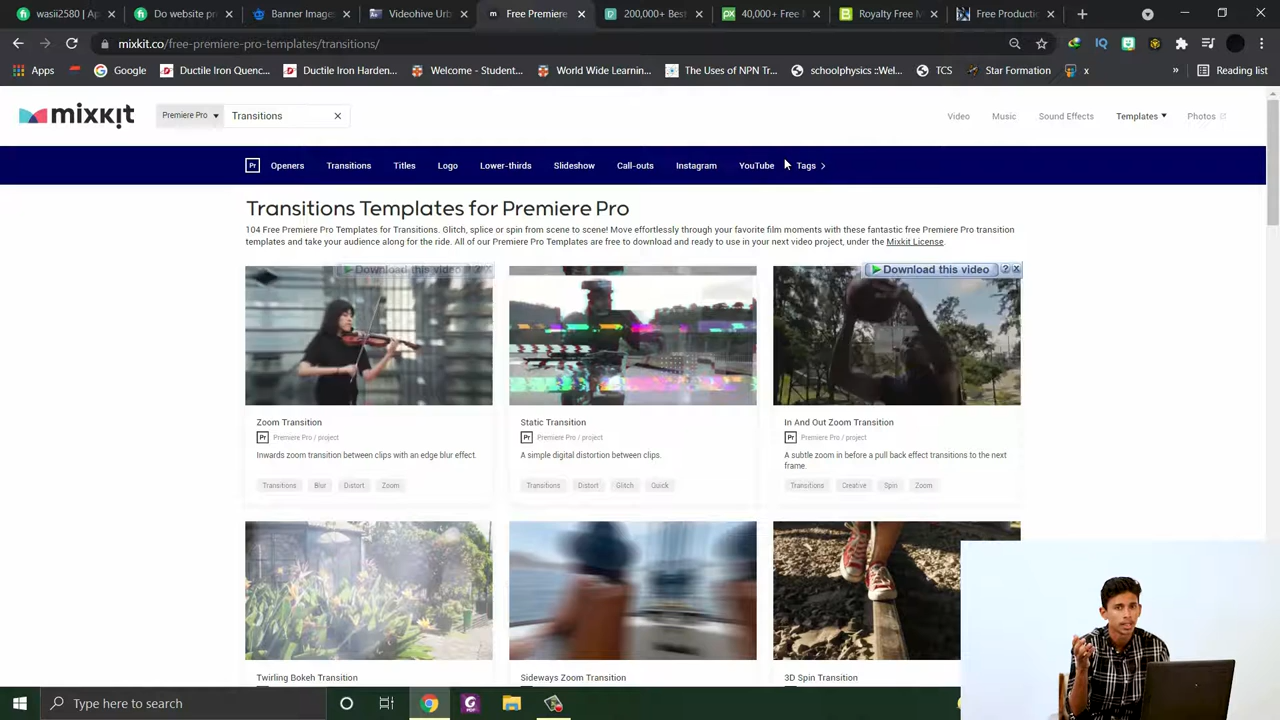 wasii2580 | Ap
Do website pr
Banner Images
Videohive Urb
Free Premiere
200,000+ Best
40,000+ Free
Royalty Free M
Free Producti
mixkit.co/free-premiere-pro-templates/transitions/
Apps
Google
Ductile Iron Quenc...
Ductile Iron Harden...
Welcome - Student...
World Wide Learnin...
The Uses of NPN Tr...
schoolphysics ::Wel...
TCS
Star Formation
x
»
Reading list
mixkit
Premiere Pro
Transitions
Video
Music
Sound Effects
Templates
Photos
Pr Openers Transitions Titles Logo Lower-thirds Slideshow Call-outs Instagram YouTube Tags
Transitions Templates for Premiere Pro
104 Free Premiere Pro Templates for Transitions. Glitch, splice or spin from scene to scene! Move effortlessly through your favorite film moments with these fantastic free Premiere Pro transition
templates and take your audience along for the ride. All of our Premiere Pro Templates are free to download and ready to use in your next video project, under the Mixkit License.
Download this video ? X
Download this video ? X
Zoom Transition
Pr Premiere Pro / project
Inwards zoom transition between clips with an edge blur effect.
Transitions Blur Distort Zoom
Static Transition
Pr Premiere Pro / project
A simple digital distortion between clips.
Transitions Distort Glitch Quick
In And Out Zoom Transition
Pr Premiere Pro / project
A subtle zoom in before a pull back effect transitions to the next
frame.
Transitions Creative Spin Zoom
Twirling Bokeh Transition
Sideways Zoom Transition
3D Spin Transition
Type here to search